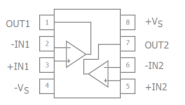 OUT1 1 8 +VS
-IN1 2 7 OUT2
+IN1 3 6 -IN2
-VS 4 5 +IN2